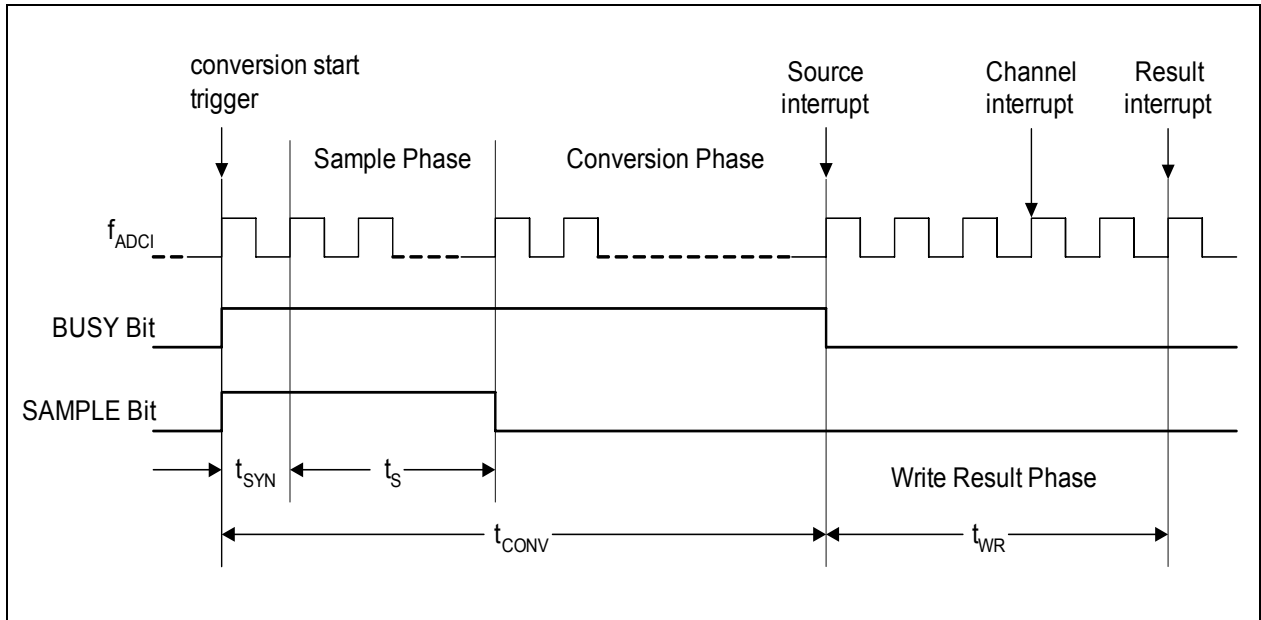 conversion start
trigger
Source
interrupt
Channel
interrupt
Result
interrupt
Sample Phase
Conversion Phase
fADCI
BUSY Bit
SAMPLE Bit
tSYN
tS
Write Result Phase
tCONV
tWR